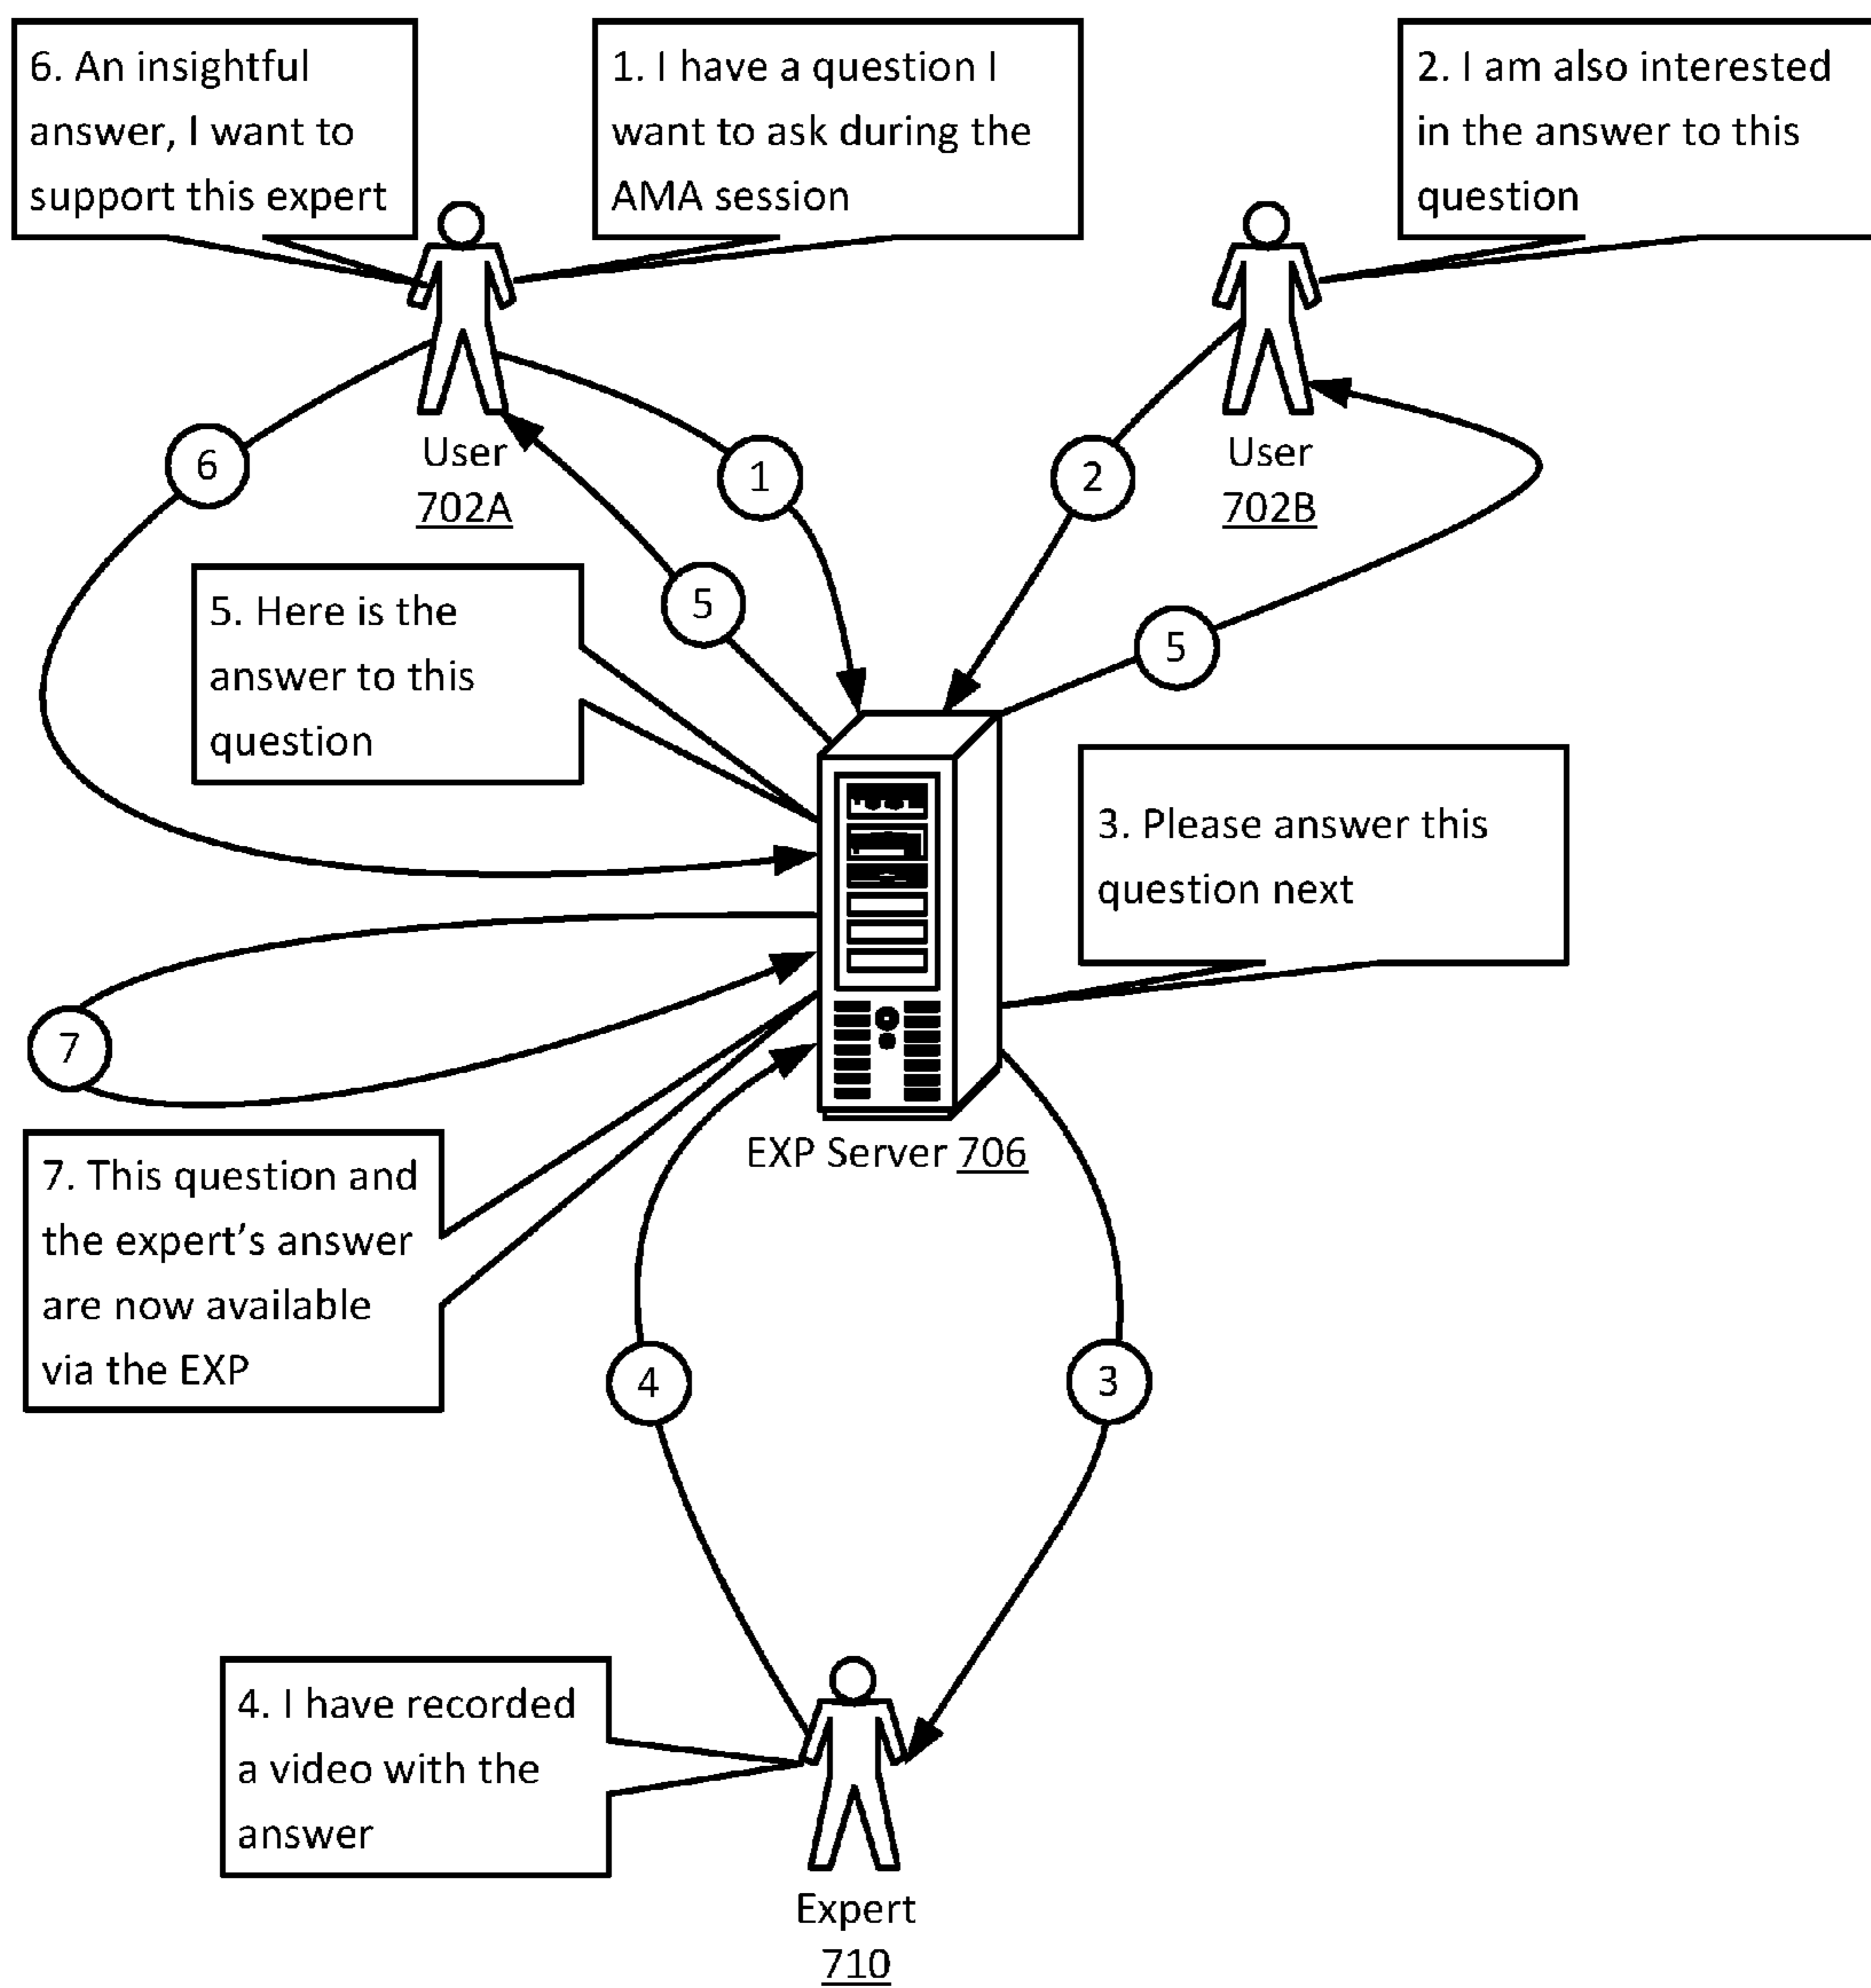 6. An insightful
answer, I want to
support this expert
1. I have a question I
want to ask during the
AMA session
2. I am also interested
in the answer to this
question
User
702A
User
702B
6
1
2
5
5
5. Here is the
answer to this
question
3. Please answer this
question next
7
EXP Server 706
7. This question and
the expert’s answer
are now available
via the EXP
4
3
4. I have recorded
a video with the
answer
Expert
710